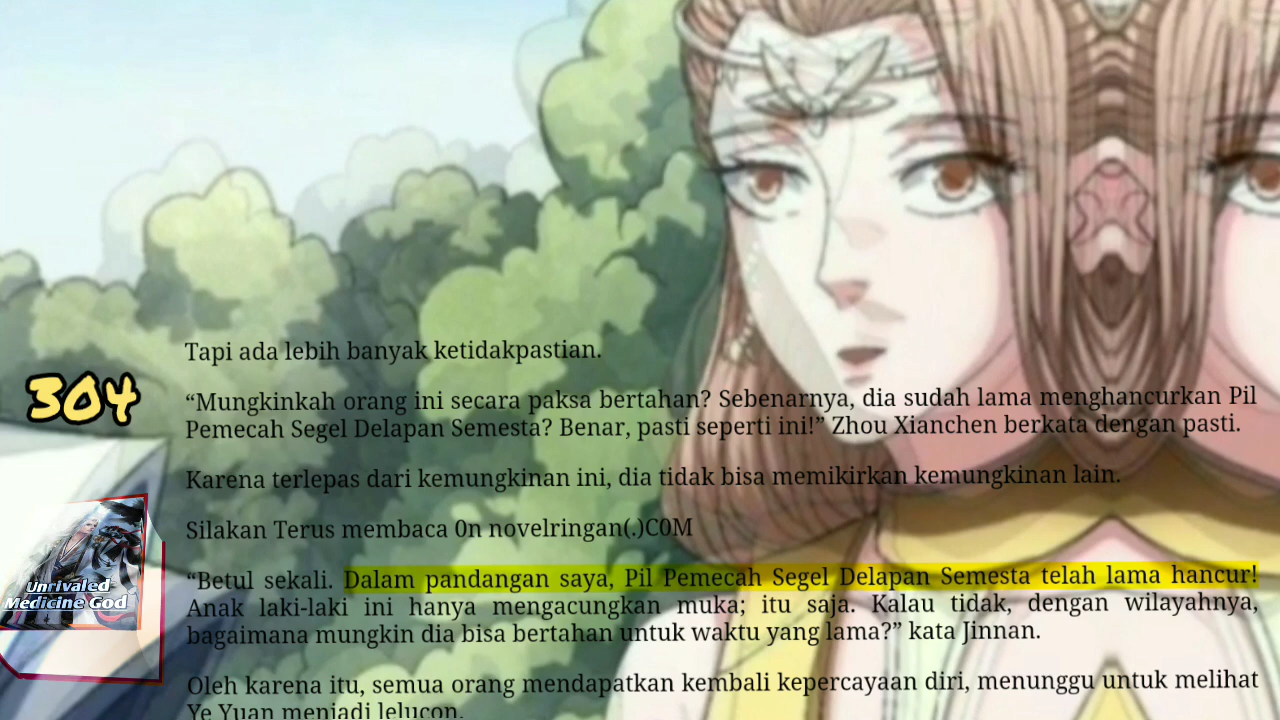 Tapi ada lebih banyak ketidakpastian.
304
“Mungkinkah orang ini secara paksa bertahan? Sebenarnya, dia sudah lama menghancurkan Pil
Pemecah Segel Delapan Semesta? Benar, pasti seperti ini!” Zhou Xianchen berkata dengan pasti.
Karena terlepas dari kemungkinan ini, dia tidak bisa memikirkan kemungkinan lain.
Silakan Terus membaca 0n novelringan(.)C0M
“Betul sekali. Dalam pandangan saya, Pil Pemecah Segel Delapan Semesta telah lama hancur!
Anak laki-laki ini hanya mengacungkan muka; itu saja. Kalau tidak, dengan wilayahnya,
bagaimana mungkin dia bisa bertahan untuk waktu yang lama?” kata Jinnan.
Unrivaled
Medicine God
Oleh karena itu, semua orang mendapatkan kembali kepercayaan diri, menunggu untuk melihat
Ye Yuan menjadi lelucon.